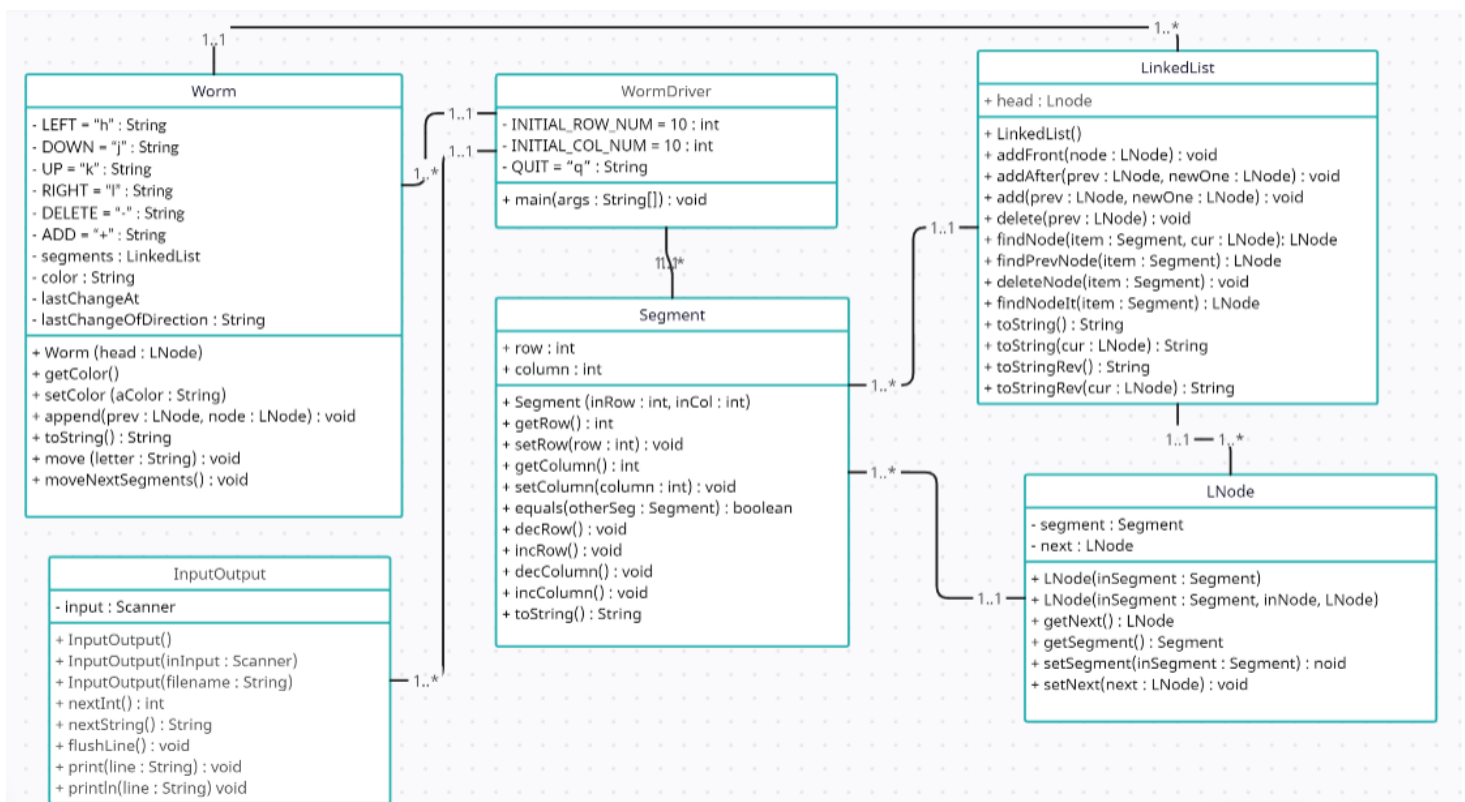 1..1
1..*
Worm
- LEFT = "h" : String
- DOWN = "j" : String
- UP = "k" : String
- RIGHT = "l" : String
- DELETE = "-" : String
- ADD = "+" : String
- segments : LinkedList
- color : String
- lastChangeAt
- lastChangeOfDirection : String
+ Worm (head : LNode)
+ getColor()
+ setColor (aColor : String)
+ append(prev : LNode, node : LNode) : void
+ toString() : String
+ move (letter : String) : void
+ moveNextSegments() : void
1..1
1..1
1..*
WormDriver
- INITIAL_ROW_NUM = 10 : int
- INITIAL_COL_NUM = 10 : int
- QUIT = "q" : String
+ main(args : String[]) : void
LinkedList
+ head : Lnode
+ LinkedList()
+ addFront(node : LNode) : void
+ addAfter(prev : LNode, newOne : LNode) : void
+ add(prev : LNode, newOne : LNode) : void
+ delete(prev : LNode) : void
+ findNode(item : Segment, cur : LNode): LNode
+ findPrevNode(item : Segment) : LNode
+ deleteNode(item : Segment) : void
+ findNodeIt(item : Segment) : LNode
+ toString() : String
+ toString(cur : LNode) : String
+ toStringRev() : String
+ toStringRev(cur : LNode) : String
Segment
+ row : int
+ column : int
+ Segment (inRow : int, inCol : int)
+ getRow() : int
+ setRow(row : int) : void
+ getColumn() : int
+ setColumn(column : int) : void
+ equals(otherSeg : Segment) : boolean
+ decRow() : void
+ incRow() : void
+ decColumn() : void
+ incColumn() : void
+ toString() : String
1..1
1..*
1..*
1..1
1..1
1..*
LNode
- segment : Segment
- next : LNode
+ LNode(inSegment : Segment)
+ LNode(inSegment : Segment, inNode, LNode)
+ getNext() : LNode
+ getSegment() : Segment
+ setSegment(inSegment : Segment) : noid
+ setNext(next : LNode) : void
InputOutput
- input : Scanner
+ InputOutput()
+ InputOutput(inInput : Scanner)
+ InputOutput(filename : String)
+ nextInt() : int
+ nextString() : String
+ flushLine() : void
+ print(line : String) : void
+ println(line : String) void
1..*